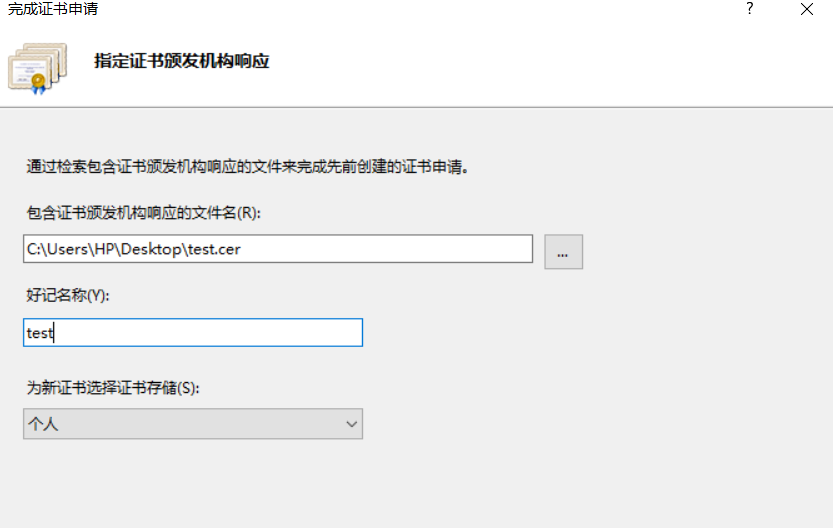 完成证书申请
?
指定证书颁发机构响应
通过检索包含证书颁发机构响应的文件来完成先前创建的证书申请。
包含证书颁发机构响应的文件名(R):
C:\Users\HP\Desktop\test.cer
...
好记名称(Y):
test
为新证书选择证书存储(S):
个人